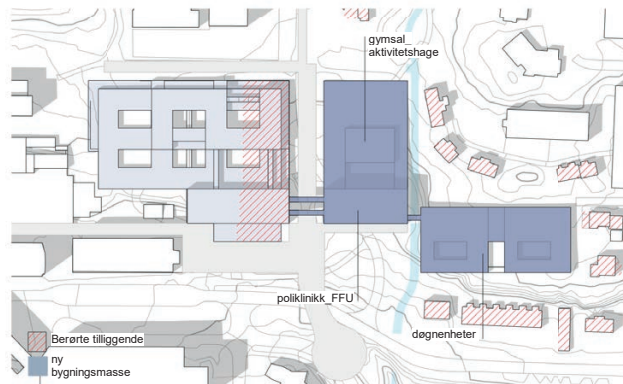 gymsal_
aktivitetshage
poliklinikk_FFU
døgnenheter
Berørte tilliggende
ny
bygningsmasse